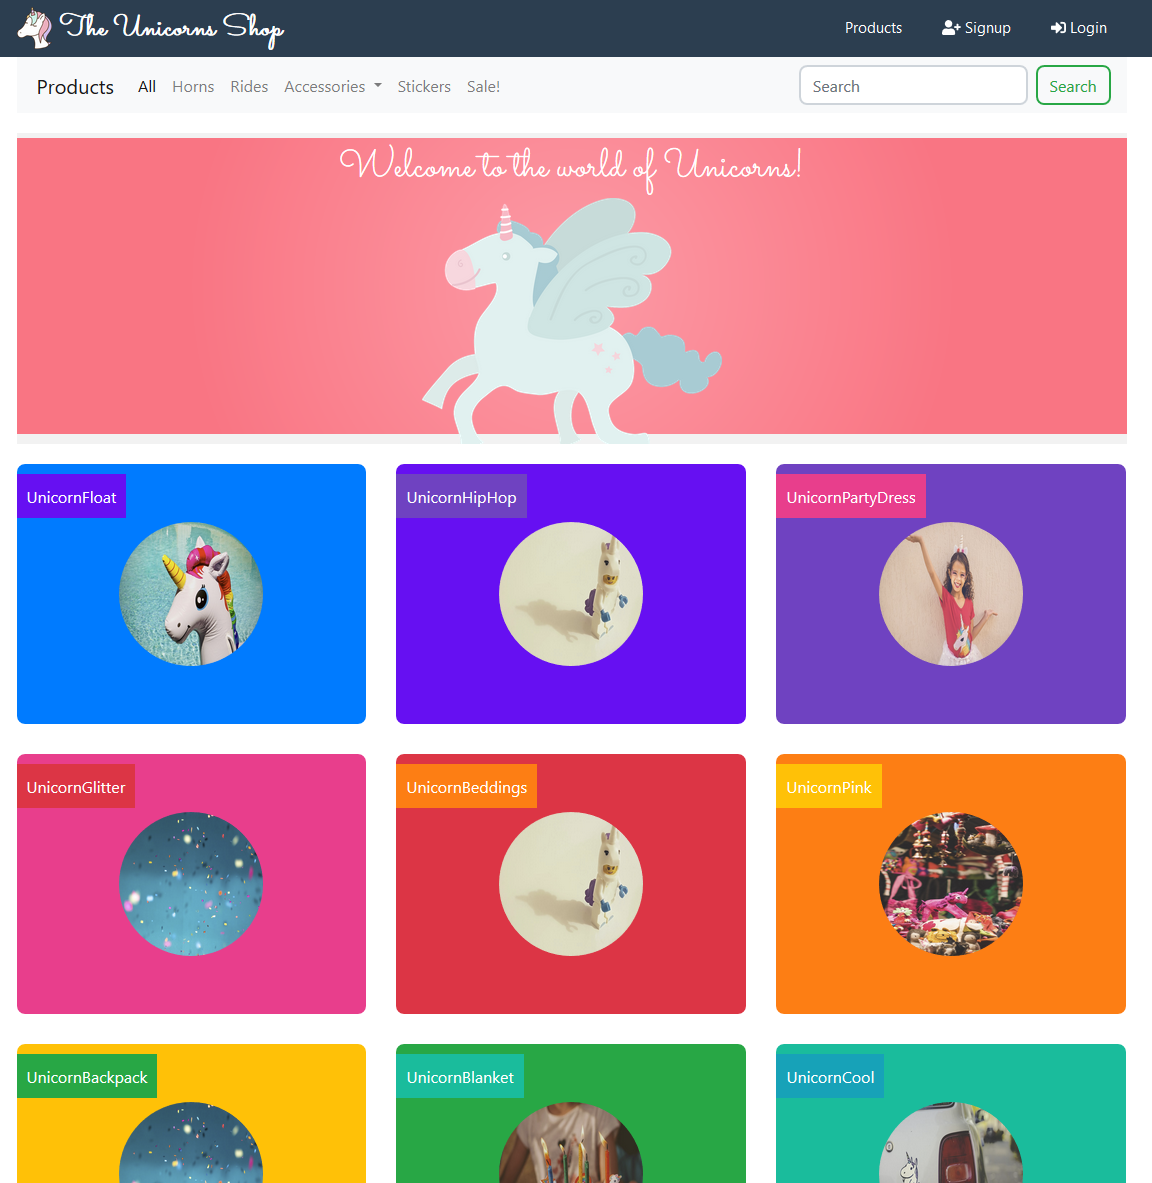 The Unicorns Shop
Products
Signup
Login
Products All Horns Rides Accessories Stickers Sale!
Search
Search
Welcome to the world of Unicorns!
UnicornFloat
UnicornHipHop
UnicornPartyDress
UnicornGlitter
UnicornBeddings
UnicornPink
UnicornBackpack
UnicornBlanket
UnicornCool